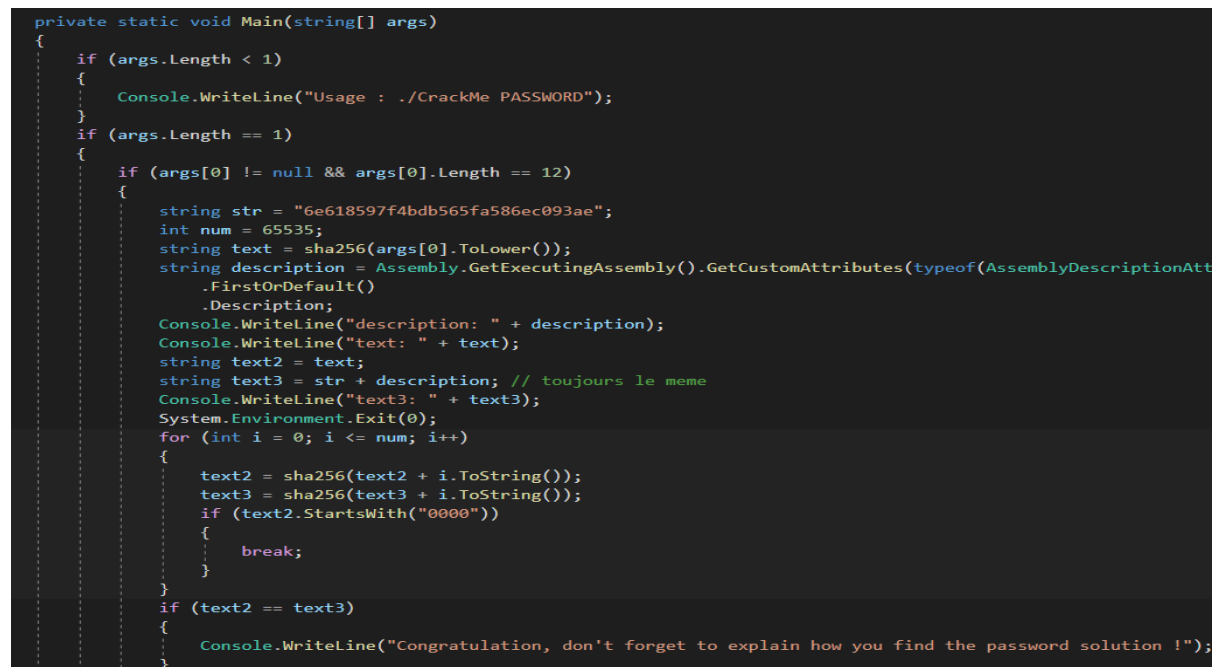 private static void Main(string[] args)
{
if (args.Length < 1)
{
Console.WriteLine("Usage : ./CrackMe PASSWORD");
}
if (args.Length == 1)
{
if (args[0] != null && args[0].Length == 12)
{
string str = "6e618597f4bdb565fa586ec093ae";
int num = 65535;
string text = sha256(args[0].ToLower());
string description = Assembly.GetExecutingAssembly().GetCustomAttributes(typeof(AssemblyDescriptionAtt
.FirstOrDefault()
.Description;
Console.WriteLine("description: " + description);
Console.WriteLine("text: " + text);
string text2 = text;
string text3 = str + description; // toujours le meme
Console.WriteLine("text3: " + text3);
System.Environment.Exit(0);
for (int i = 0; i <= num; i++)
{
text2 = sha256(text2 + i.ToString());
text3 = sha256(text3 + i.ToString());
if (text2.StartsWith("0000"))
{
break;
}
}
if (text2 == text3)
{
Console.WriteLine("Congratulation, don't forget to explain how you find the password solution !");
}